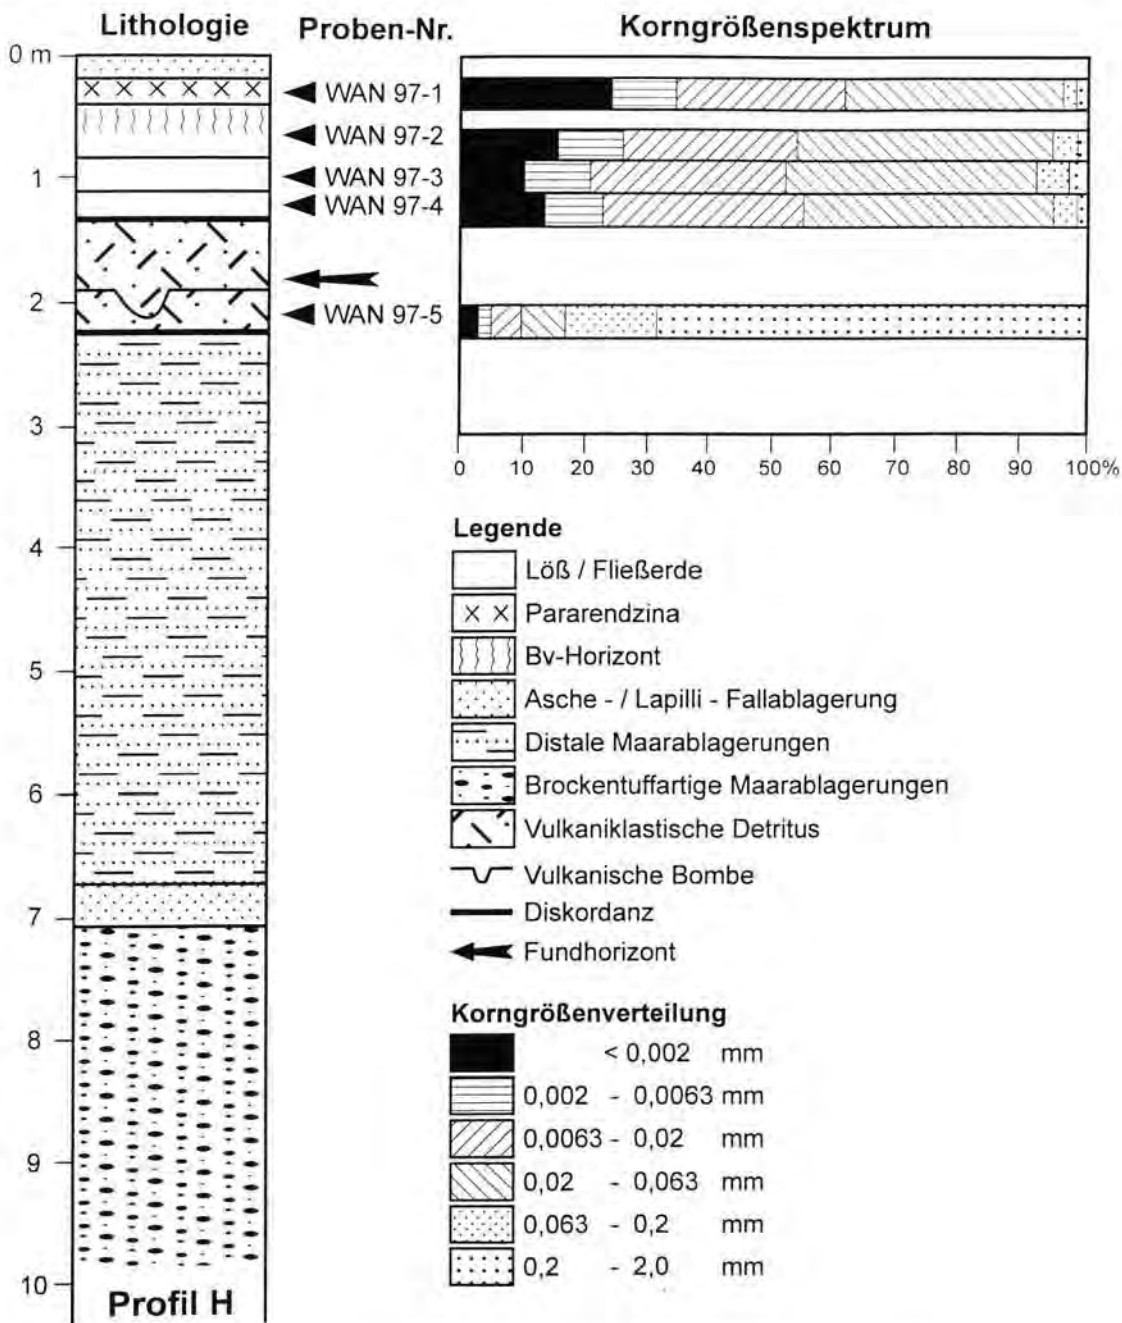 Lithologie Proben-Nr. Korngrößenspektrum
0 m
WAN 97-1
WAN 97-2
1 WAN 97-3
WAN 97-4
2 WAN 97-5
3
0 10 20 30 40 50 60 70 80 90 100%
Legende
4 Löß / Fließerde
Pararendzina
Bv-Horizont
5
Asche - / Lapilli - Fallablagerung
Distale Maarablagerungen
6 Brockentuffartige Maarablagerungen
Vulkaniklastische Detritus
Vulkanische Bombe
7 Diskordanz
Fundhorizont
Korngrößenverteilung
8 < 0,002 mm
0,002 - 0,0063 mm
0,0063 - 0,02 mm
9 0,02 - 0,063 mm
0,063 - 0,2 mm
0,2 - 2,0 mm
10
Profil H